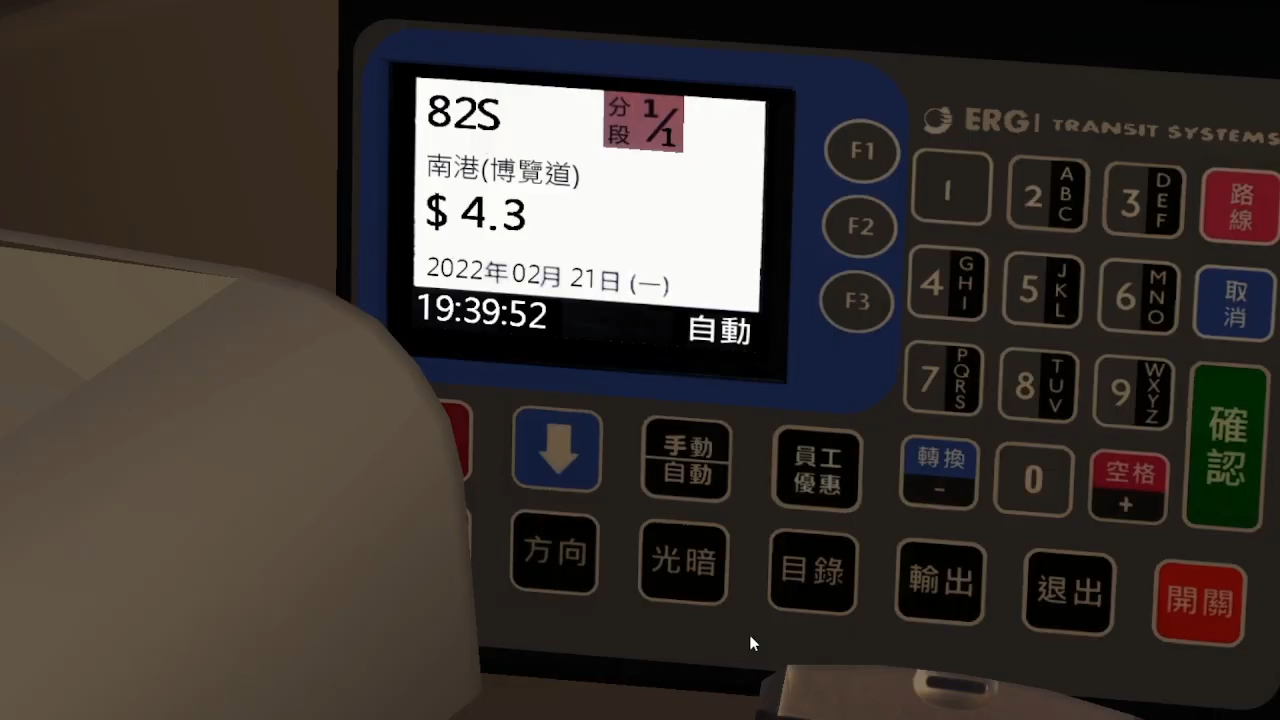 82S
分段 1/1
南港(博覽道)
$ 4.3
2022年02月21日 (一)
19:39:52
自動
ERG TRANSIT SYSTEMS
F1
F2
F3
1
2 ABC
3 DEF
路線
4 GHI
5 JKL
6 MNO
取消
7 PQRS
8 TUV
9 WXYZ
確認
手動
自動
員工優惠
轉換
-
0
空格
+
方向
光暗
目錄
輸出
退出
開關